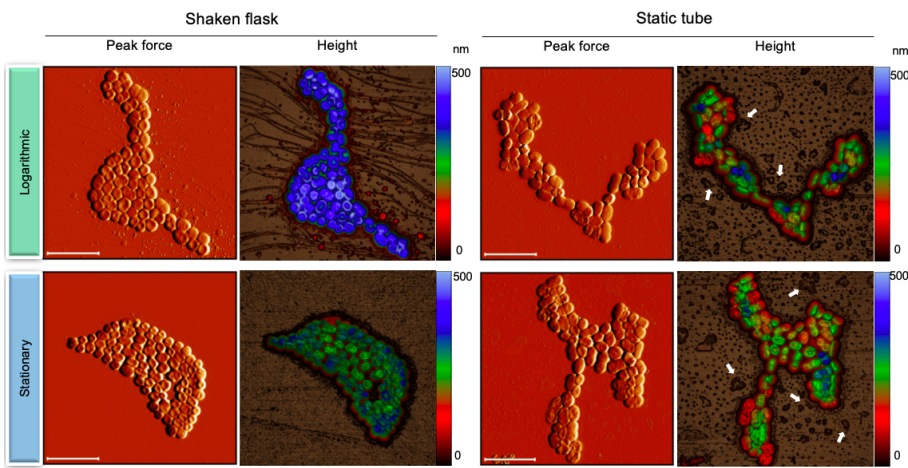 Shaken flask
Static tube
Peak force
Height
nm
Peak force
Height
nm
Logarithmic
500
0
500
0
Stationary
500
0
500
0